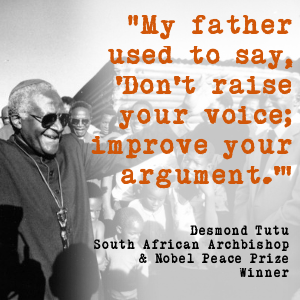 "My father
used to say,
'Don't raise
your voice;
improve your
argument.'"
Desmond Tutu
South African Archbishop
& Nobel Peace Prize
Winner